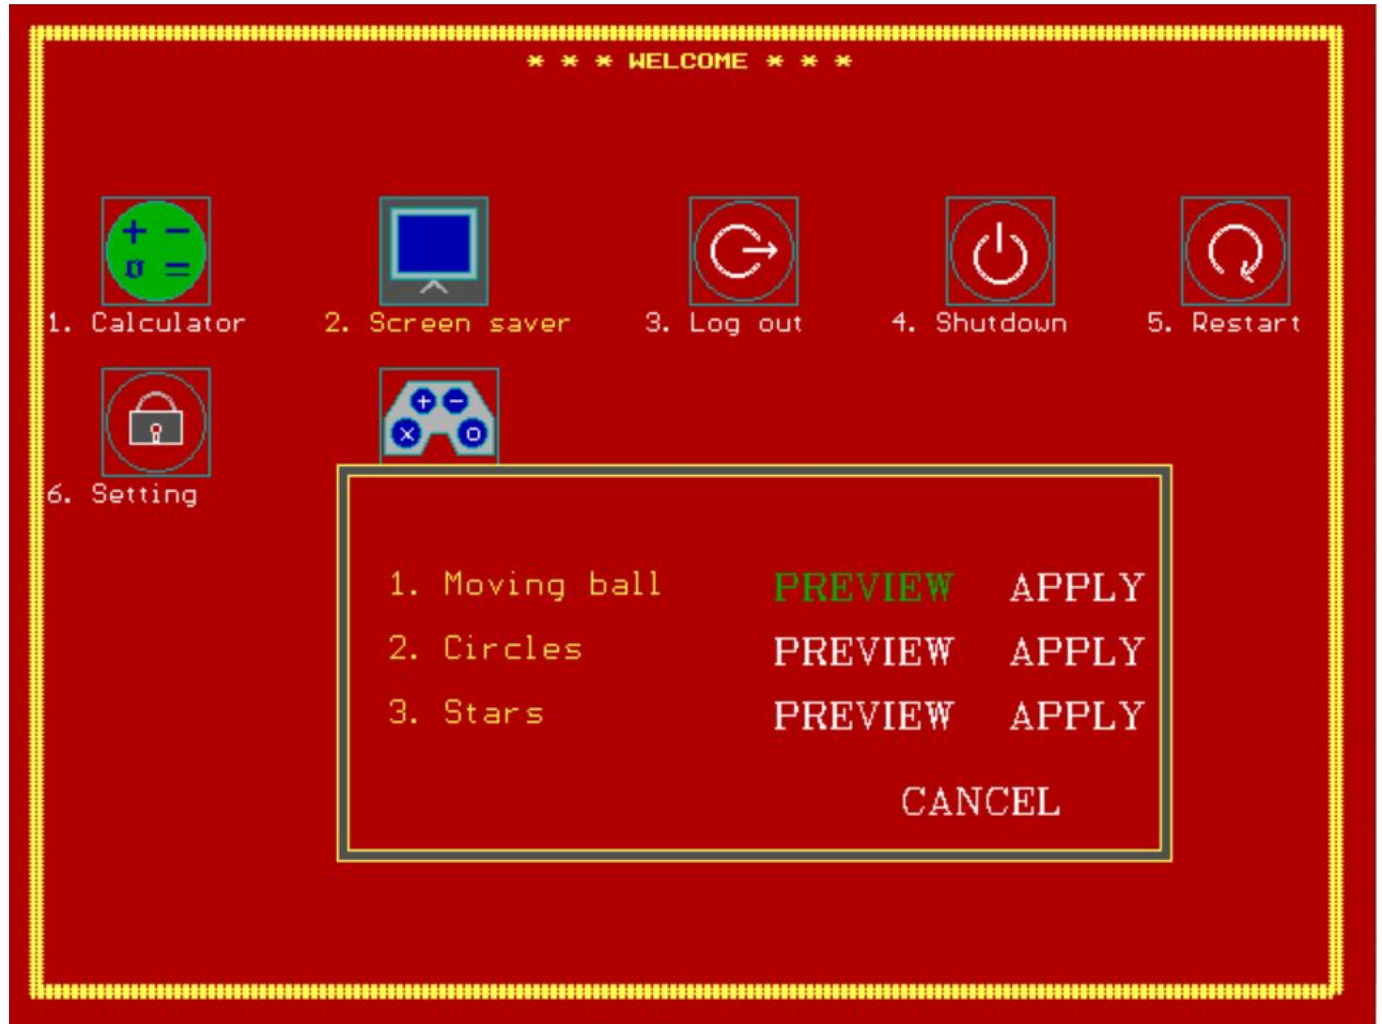 * * * WELCOME * * *
1. Calculator 2. Screen saver 3. Log out 4. Shutdown 5. Restart
6. Setting
1. Moving ball PREVIEW APPLY
2. Circles PREVIEW APPLY
3. Stars PREVIEW APPLY
CANCEL